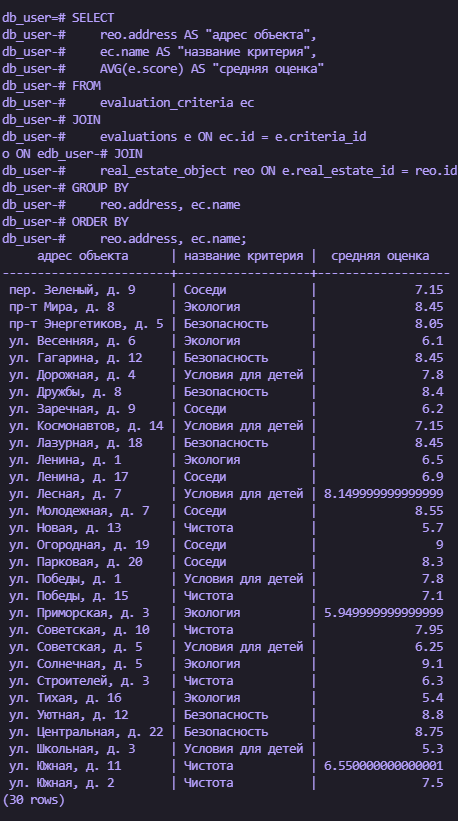 db_user=# SELECT
db_user-#     reo.address AS "адрес объекта",
db_user-#     ec.name AS "название критерия",
db_user-#     AVG(e.score) AS "средняя оценка"
db_user-# FROM
db_user-#     evaluation_criteria ec
db_user-# JOIN
db_user-#     evaluations e ON ec.id = e.criteria_id
o ON edb_user-# JOIN
db_user-#     real_estate_object reo ON e.real_estate_id = reo.id
db_user-# GROUP BY
db_user-#     reo.address, ec.name
db_user-# ORDER BY
db_user-#     reo.address, ec.name;
     адрес объекта      | название критерия |  средняя оценка
------------------------+-------------------+-------------------
 пер. Зеленый, д. 9     | Соседи            |              7.15
 пр-т Мира, д. 8        | Экология          |              8.45
 пр-т Энергетиков, д. 5 | Безопасность      |              8.05
 ул. Весенняя, д. 6     | Экология          |               6.1
 ул. Гагарина, д. 12    | Безопасность      |              8.45
 ул. Дорожная, д. 4     | Условия для детей |               7.8
 ул. Дружбы, д. 8       | Безопасность      |               8.4
 ул. Заречная, д. 9     | Соседи            |               6.2
 ул. Космонавтов, д. 14 | Условия для детей |              7.15
 ул. Лазурная, д. 18    | Безопасность      |              8.45
 ул. Ленина, д. 1       | Экология          |               6.5
 ул. Ленина, д. 17      | Соседи            |               6.9
 ул. Лесная, д. 7       | Условия для детей | 8.149999999999999
 ул. Молодежная, д. 7   | Соседи            |              8.55
 ул. Новая, д. 13       | Чистота           |               5.7
 ул. Огородная, д. 19   | Соседи            |                 9
 ул. Парковая, д. 20    | Соседи            |               8.3
 ул. Победы, д. 1       | Условия для детей |               7.8
 ул. Победы, д. 15      | Чистота           |               7.1
 ул. Приморская, д. 3   | Экология          | 5.949999999999999
 ул. Советская, д. 10   | Чистота           |              7.95
 ул. Советская, д. 5    | Условия для детей |              6.25
 ул. Солнечная, д. 5    | Экология          |               9.1
 ул. Строителей, д. 3   | Чистота           |               6.3
 ул. Тихая, д. 16       | Экология          |               5.4
 ул. Уютная, д. 12      | Безопасность      |               8.8
 ул. Центральная, д. 22 | Безопасность      |              8.75
 ул. Школьная, д. 3     | Условия для детей |               5.3
 ул. Южная, д. 11       | Чистота           | 6.550000000000001
 ул. Южная, д. 2        | Чистота           |               7.5
(30 rows)